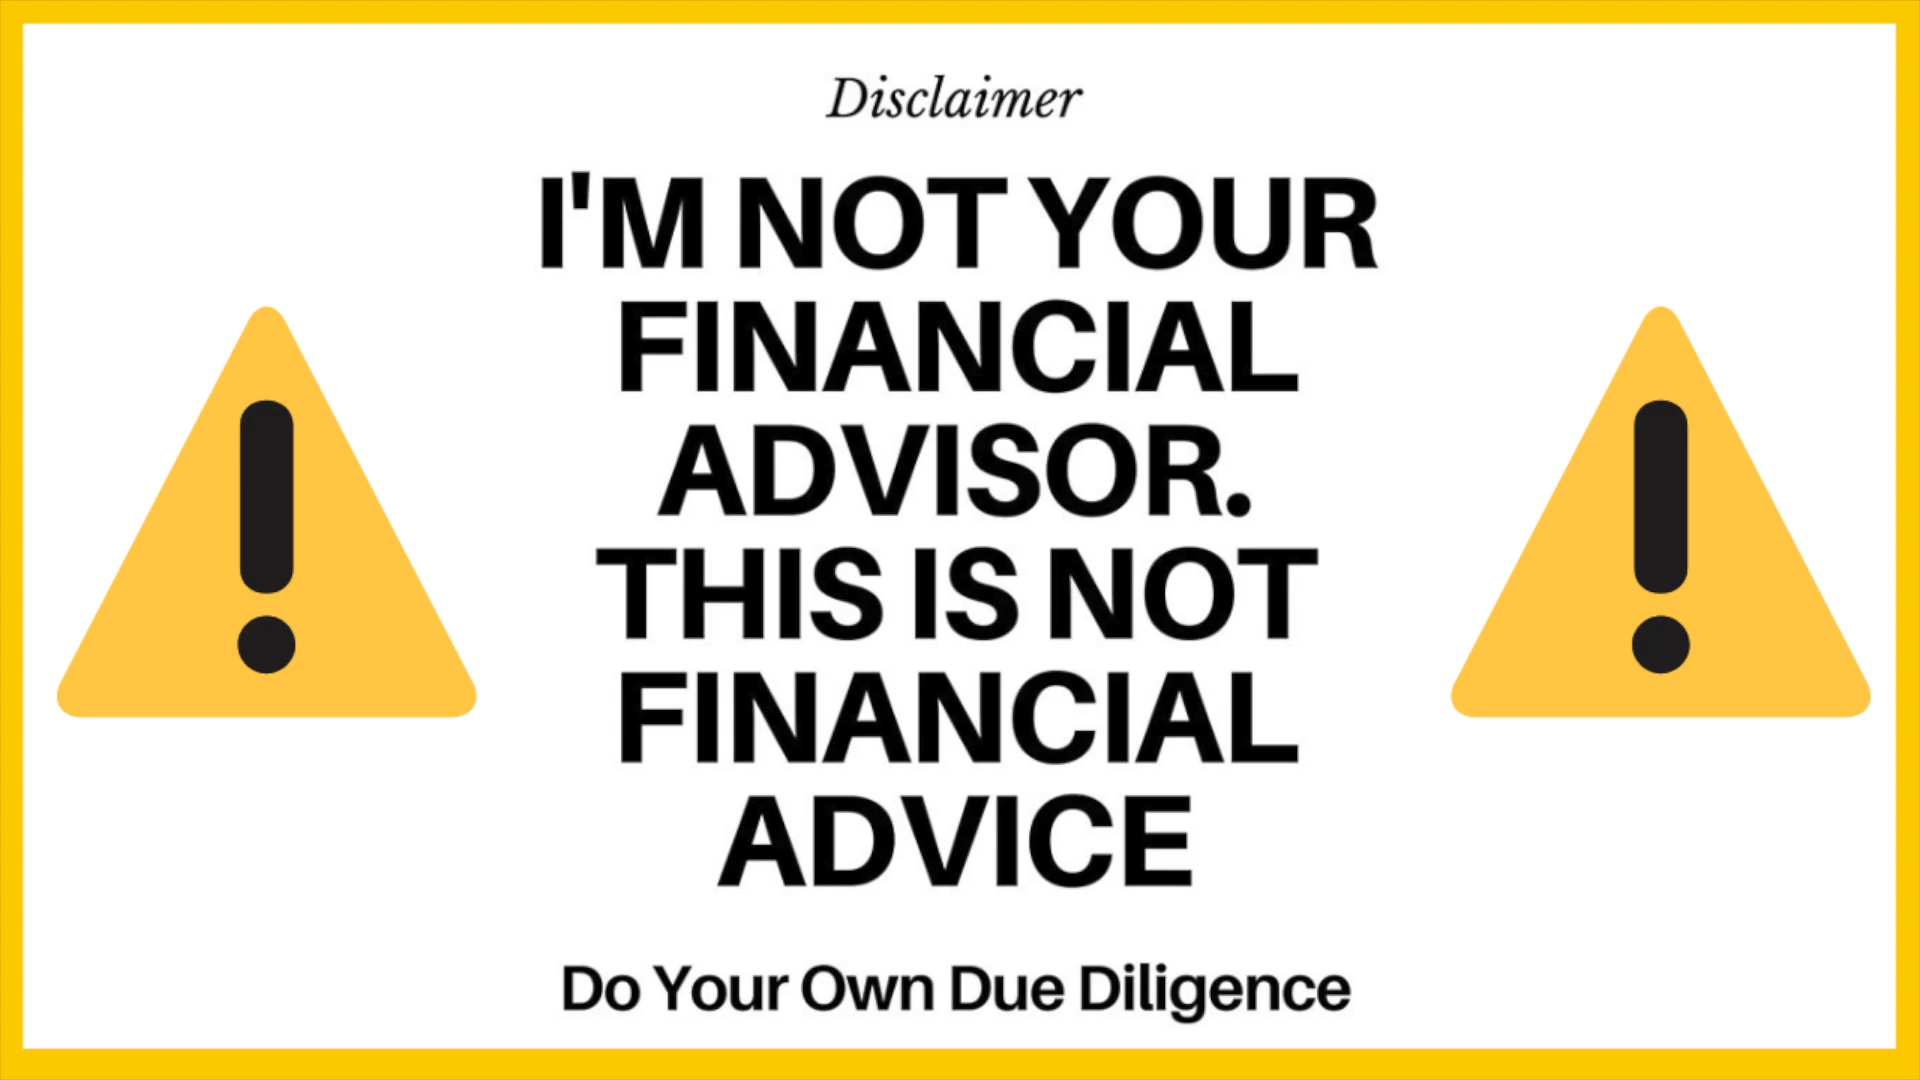 Disclaimer
I'M NOT YOUR
FINANCIAL
ADVISOR.
THIS IS NOT
FINANCIAL
ADVICE
Do Your Own Due Diligence